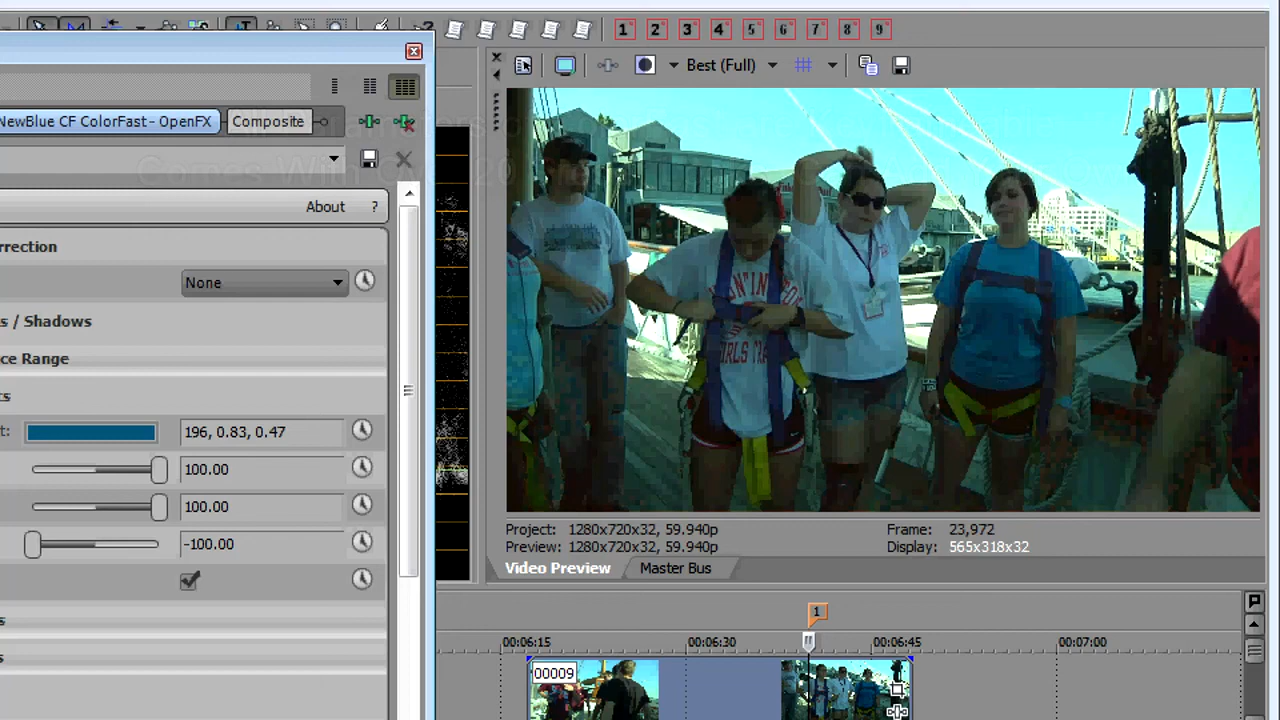 1 2 3 4 5 6 7 8 9
Best (Full)
NewBlue CF ColorFast - OpenFX Composite
Comes With
About ?
rrection
None
s / Shadows
ce Range
ts
t: 196, 0.83, 0.47
100.00
100.00
-100.00
s
s
Project: 1280x720x32, 59.940p
Preview: 1280x720x32, 59.940p
Frame: 23,972
Display: 565x318x32
Video Preview Master Bus
1
00:06:15 00:06:30 00:06:45 00:07:00
00009